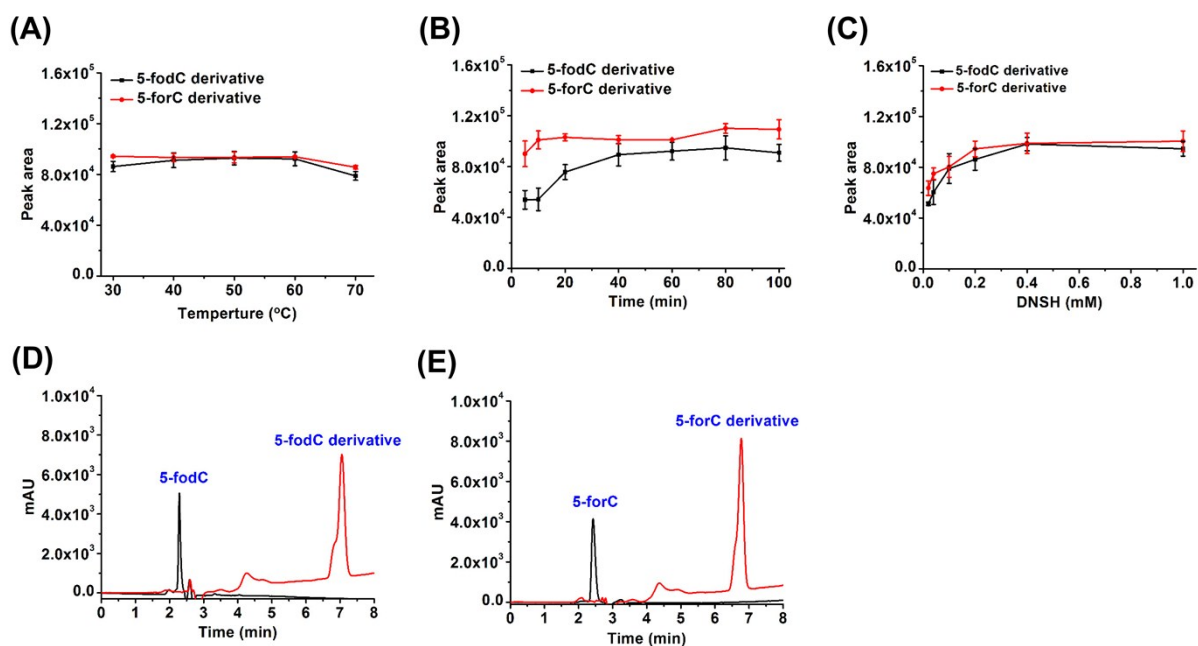 (A)
1.6x10⁵
1.2x10⁵
8.0x10⁴
4.0x10⁴
0.0
Peak area
5-fodC derivative
5-forC derivative
30 40 50 60 70
Temperture (ºC)
(B)
1.6x10⁵
1.2x10⁵
8.0x10⁴
4.0x10⁴
0.0
Peak area
5-fodC derivative
5-forC derivative
0 20 40 60 80 100
Time (min)
(C)
1.6x10⁵
1.2x10⁵
8.0x10⁴
4.0x10⁴
0.0
Peak area
5-fodC derivative
5-forC derivative
0.0 0.2 0.4 0.6 0.8 1.0
DNSH (mM)
(D)
1.0x10⁴
8.0x10³
6.0x10³
4.0x10³
2.0x10³
0.0
mAU
5-fodC
5-fodC derivative
0 1 2 3 4 5 6 7 8
Time (min)
(E)
1.0x10⁴
8.0x10³
6.0x10³
4.0x10³
2.0x10³
0.0
mAU
5-forC
5-forC derivative
0 1 2 3 4 5 6 7 8
Time (min)